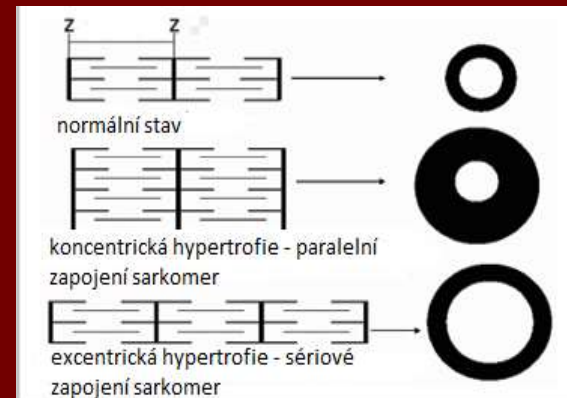 Z Z
normální stav
koncentrická hypertrofie - paralelní
zapojení sarkomer
excentrická hypertrofie - sériové
zapojení sarkomer